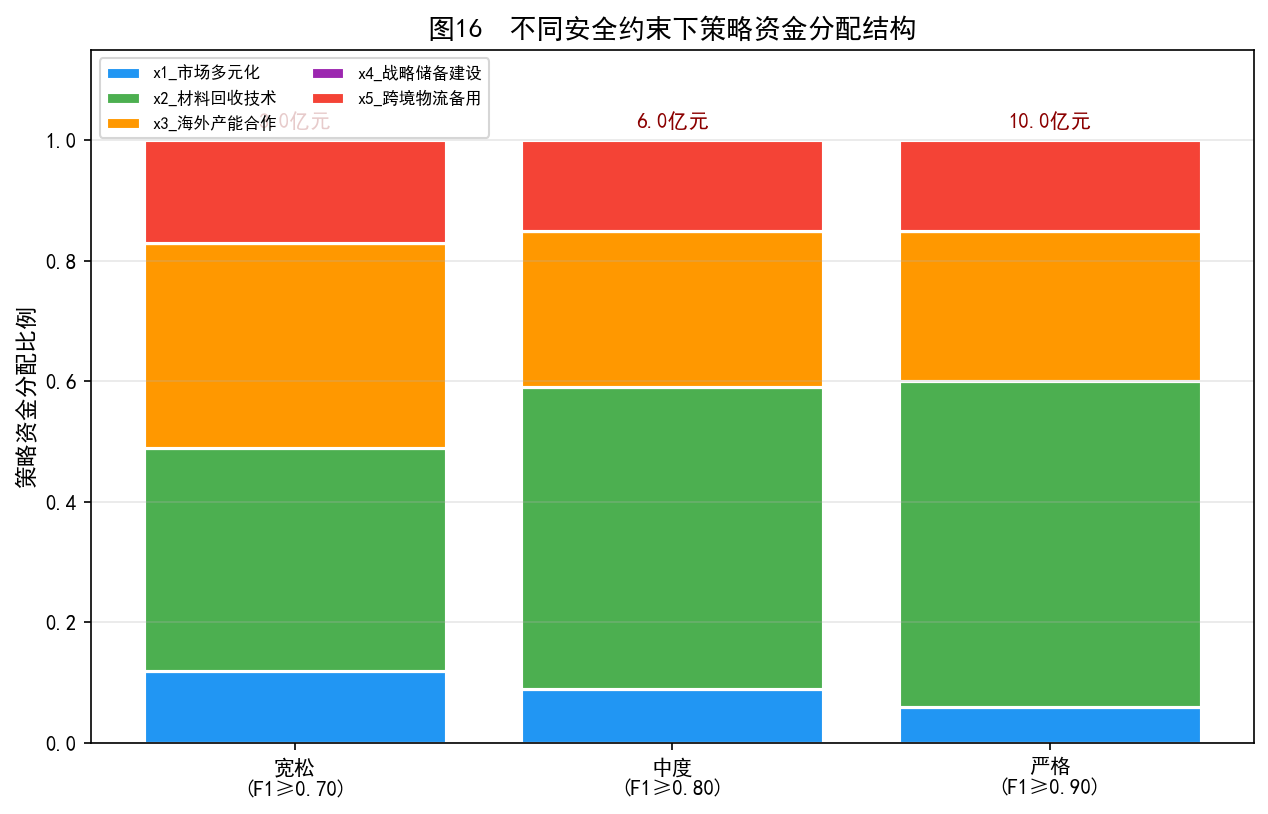 图16  不同安全约束下策略资金分配结构
x1_市场多元化
x2_材料回收技术
x3_海外产能合作
x4_战略储备建设
x5_跨境物流备用
.0亿元
6.0亿元
10.0亿元
1.0
0.8
0.6
0.4
0.2
0.0
策略资金分配比例
宽松
(F1≥0.70)
中度
(F1≥0.80)
严格
(F1≥0.90)